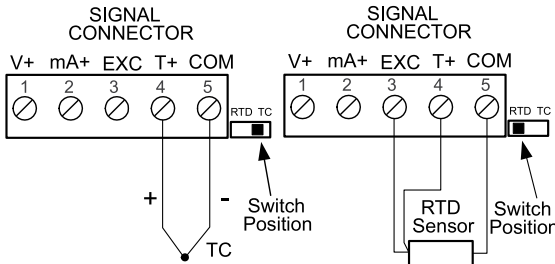 SIGNAL
CONNECTOR
V+ mA+ EXC T+ COM
1 2 3 4 5
RTD TC
+ -
Switch
Position
TC
SIGNAL
CONNECTOR
V+ mA+ EXC T+ COM
1 2 3 4 5
RTD TC
RTD
Sensor
Switch
Position